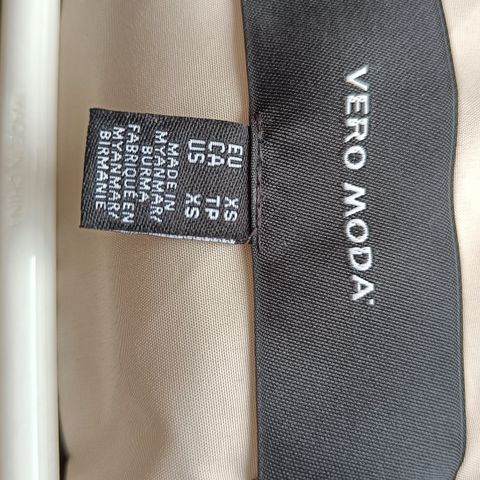 VERO MODA
EU XS
CA TP
US XS
MADE IN
MYANMAR/
BURMA
FABRIQUÉ EN
MYANMAR/
BIRMANIE
MADE IN CHINA